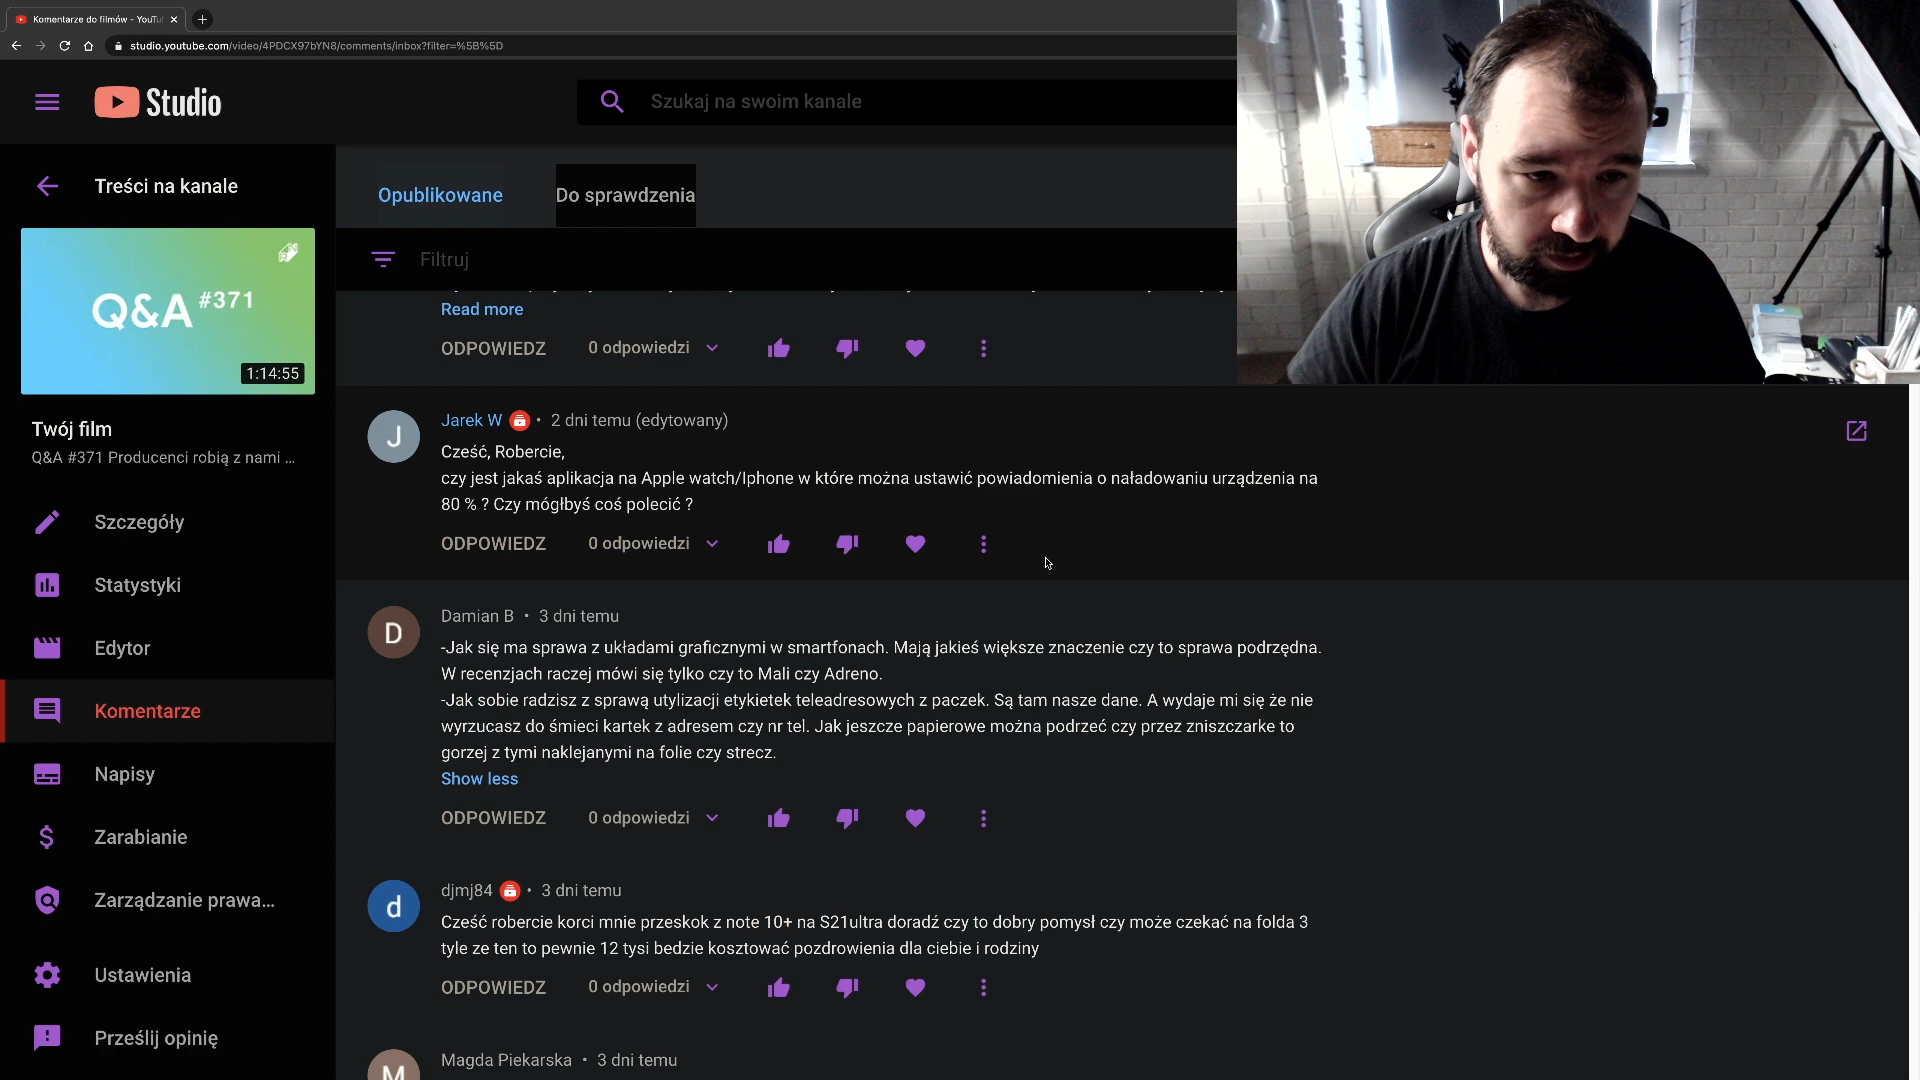 Komentarze do filmów - YouTu
studio.youtube.com/video/4PDCX97bYN8/comments/inbox?filter=%5B%5D
Studio
Szukaj na swoim kanale
Treści na kanale
Opublikowane
Do sprawdzenia
Filtruj
Q&A #371
1:14:55
Twój film
Q&A #371 Producenci robią z nami ...
Szczegóły
Statystyki
Edytor
Komentarze
Napisy
Zarabianie
Zarządzanie prawa...
Ustawienia
Prześlij opinię
Read more
ODPOWIEDZ 0 odpowiedzi
J
Jarek W • 2 dni temu (edytowany)
Cześć, Robercie,
czy jest jakaś aplikacja na Apple watch/Iphone w które można ustawić powiadomienia o naładowaniu urządzenia na
80 % ? Czy mógłbyś coś polecić ?
ODPOWIEDZ 0 odpowiedzi
D
Damian B • 3 dni temu
-Jak się ma sprawa z układami graficznymi w smartfonach. Mają jakieś większe znaczenie czy to sprawa podrzędna.
W recenzjach raczej mówi się tylko czy to Mali czy Adreno.
-Jak sobie radzisz z sprawą utylizacji etykietek teleadresowych z paczek. Są tam nasze dane. A wydaje mi się że nie
wyrzucasz do śmieci kartek z adresem czy nr tel. Jak jeszcze papierowe można podrzeć czy przez zniszczarke to
gorzej z tymi naklejanymi na folie czy strecz.
Show less
ODPOWIEDZ 0 odpowiedzi
d
djmj84 • 3 dni temu
Cześć robercie korci mnie przeskok z note 10+ na S21ultra doradź czy to dobry pomysł czy może czekać na folda 3
tyle ze ten to pewnie 12 tysi bedzie kosztować pozdrowienia dla ciebie i rodziny
ODPOWIEDZ 0 odpowiedzi
M
Magda Piekarska • 3 dni temu